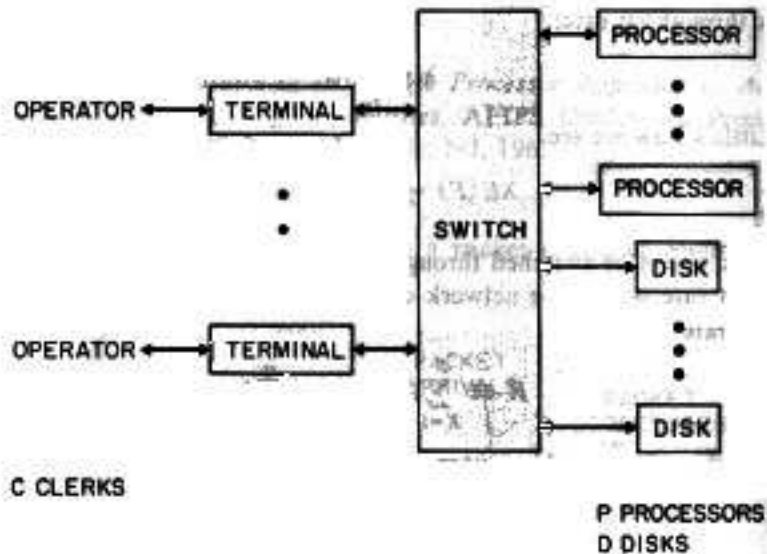 PROCESSOR
OPERATOR TERMINAL
PROCESSOR
SWITCH
DISK
OPERATOR TERMINAL
DISK
C CLERKS
P PROCESSORS
D DISKS